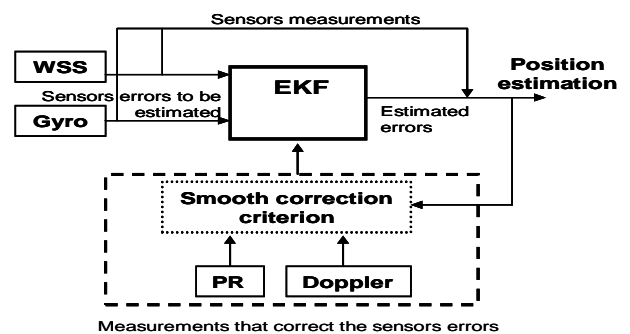 Sensors measurements
WSS
EKF
Position
estimation
Sensors errors to be
estimated
Gyro
Estimated
errors
Smooth correction
criterion
PR
Doppler
Measurements that correct the sensors errors